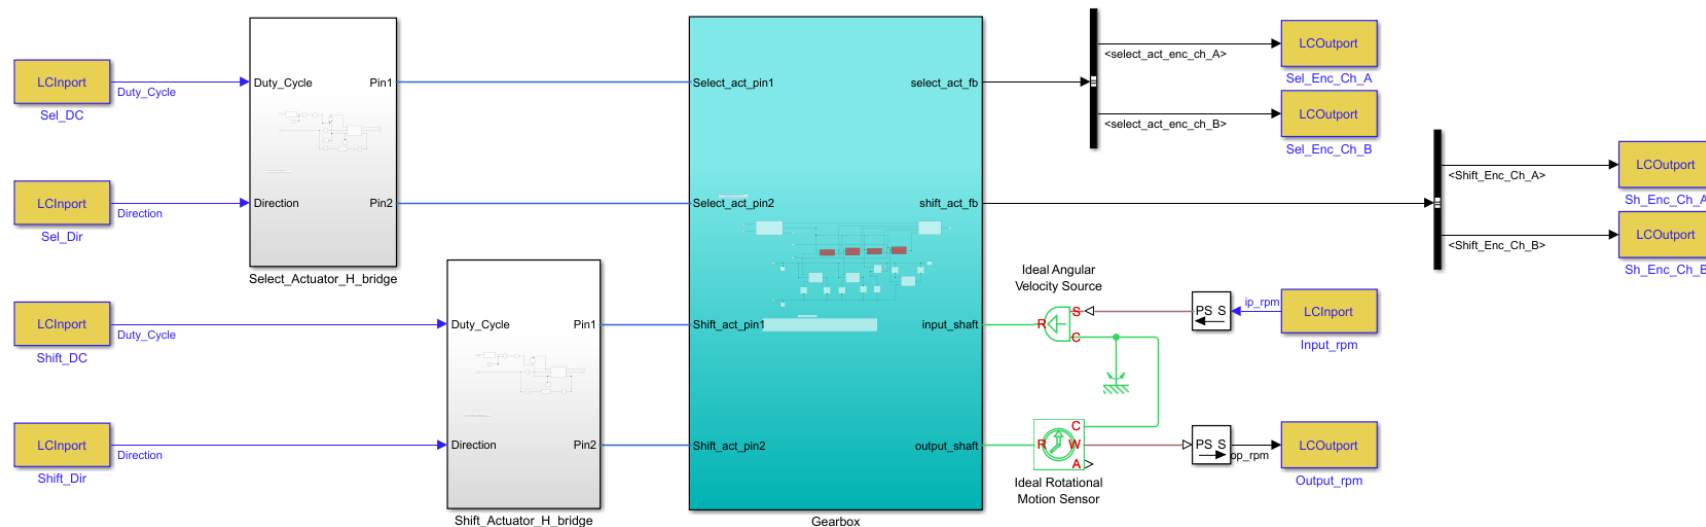 LCInport
Sel_DC
Duty_Cycle
Duty_Cycle
Pin1
Select_act_pin1
select_act_fb
<select_act_enc_ch_A>
LCOutport
Sel_Enc_Ch_A
<select_act_enc_ch_B>
LCOutport
Sel_Enc_Ch_B
LCInport
Sel_Dir
Direction
Direction
Pin2
Select_Actuator_H_bridge
Select_act_pin2
shift_act_fb
<Shift_Enc_Ch_A>
LCOutport
Sh_Enc_Ch_A
<Shift_Enc_Ch_B>
LCOutport
Sh_Enc_Ch_B
LCInport
Shift_DC
Duty_Cycle
Duty_Cycle
Pin1
Shift_act_pin1
input_shaft
Ideal Angular
Velocity Source
R
S
C
PS S
ip_rpm
LCInport
Input_rpm
LCInport
Shift_Dir
Direction
Direction
Pin2
Shift_Actuator_H_bridge
Shift_act_pin2
output_shaft
Gearbox
R
C
W
A
Ideal Rotational
Motion Sensor
PS S
op_rpm
LCOutport
Output_rpm